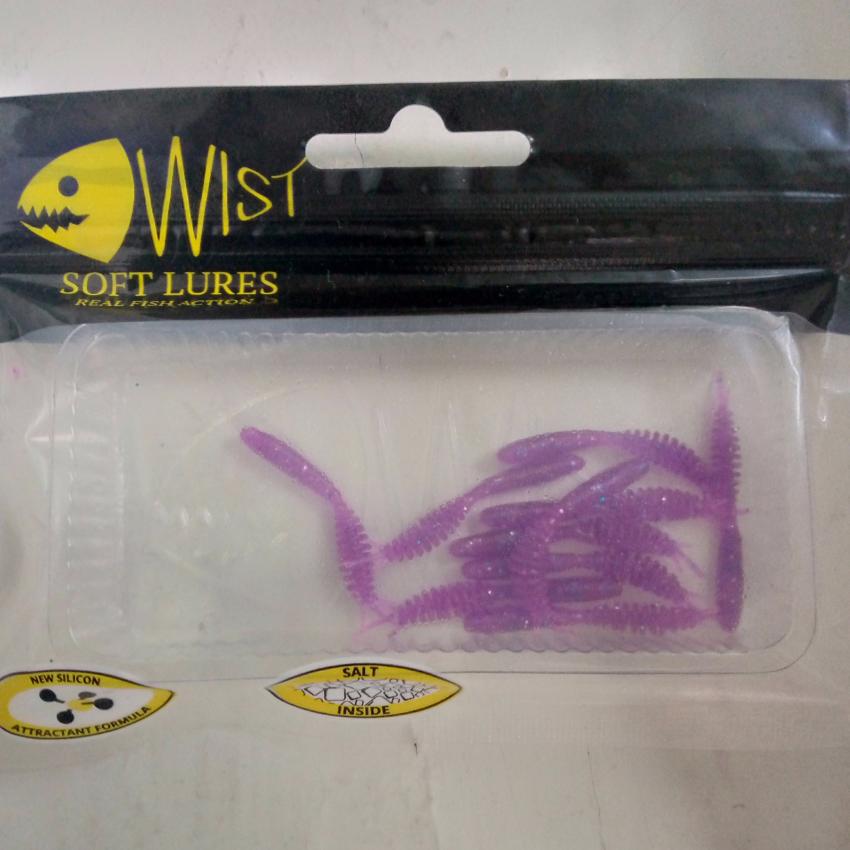 WIST
SOFT LURES
REAL FISH ACTION
NEW SILICON
ATTRACTANT FORMULA
SALT
INSIDE